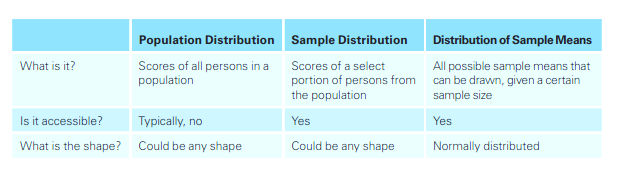 Population Distribution Sample Distribution Distribution of Sample Means
What is it? Scores of all persons in a Scores of a select All possible sample means that
population portion of persons from can be drawn, given a certain
the population sample size
Is it accessible? Typically, no Yes Yes
What is the shape? Could be any shape Could be any shape Normally distributed